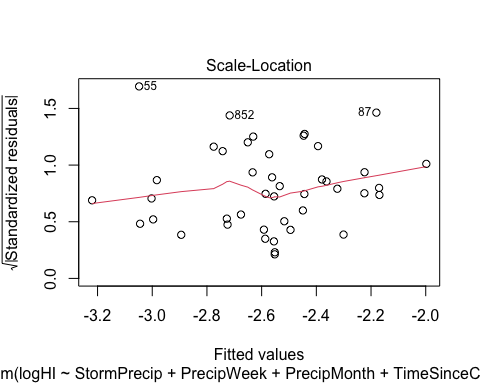 Scale-Location
√|Standardized residuals|
0.0 0.5 1.0 1.5
55
852
87
-3.2 -3.0 -2.8 -2.6 -2.4 -2.2 -2.0
Fitted values
m(logHI ~ StormPrecip + PrecipWeek + PrecipMonth + TimeSinceC